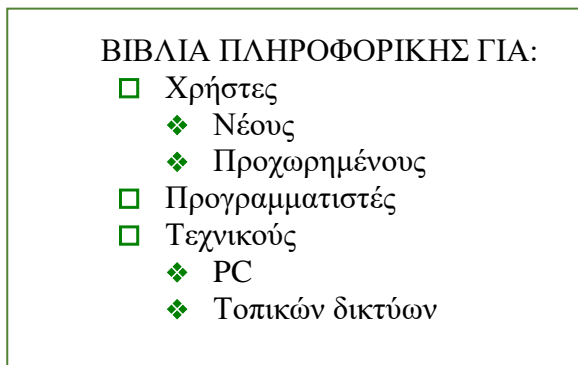 ΒΙΒΛΙΑ ΠΛΗΡΟΦΟΡΙΚΗΣ ΓΙΑ:
Χρήστες
Νέους
Προχωρημένους
Προγραμματιστές
Τεχνικούς
PC
Τοπικών δικτύων